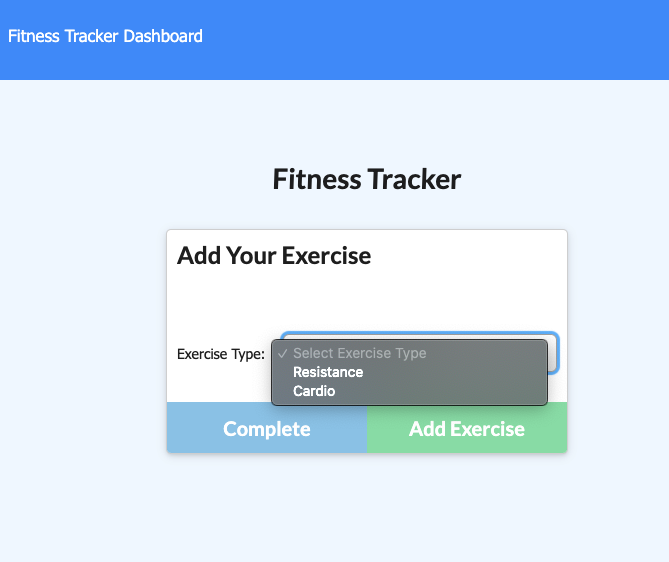 Fitness Tracker Dashboard
Fitness Tracker
Add Your Exercise
Exercise Type:
✓ Select Exercise Type
Resistance
Cardio
Complete
Add Exercise